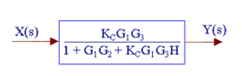 X(s)
Y(s)
K_C G_1 G_3
1 + G_1 G_2 + K_C G_1 G_3 H